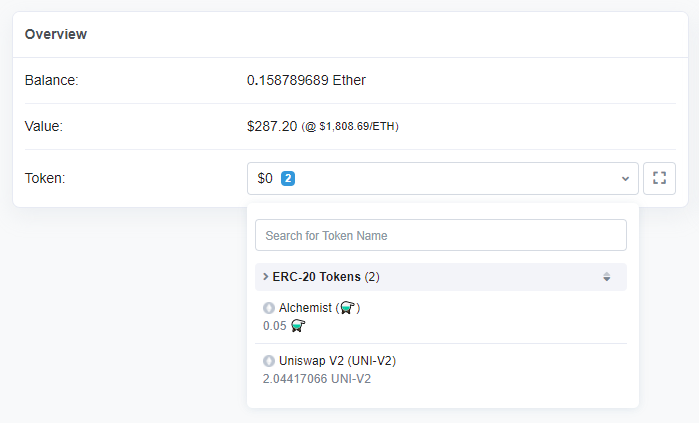 Overview
Balance: 0.158789689 Ether
Value: $287.20 (@ $1,808.69/ETH)
Token: $0 2
Search for Token Name
ERC-20 Tokens (2)
Alchemist (⚗️)
0.05 ⚗️
Uniswap V2 (UNI-V2)
2.04417066 UNI-V2